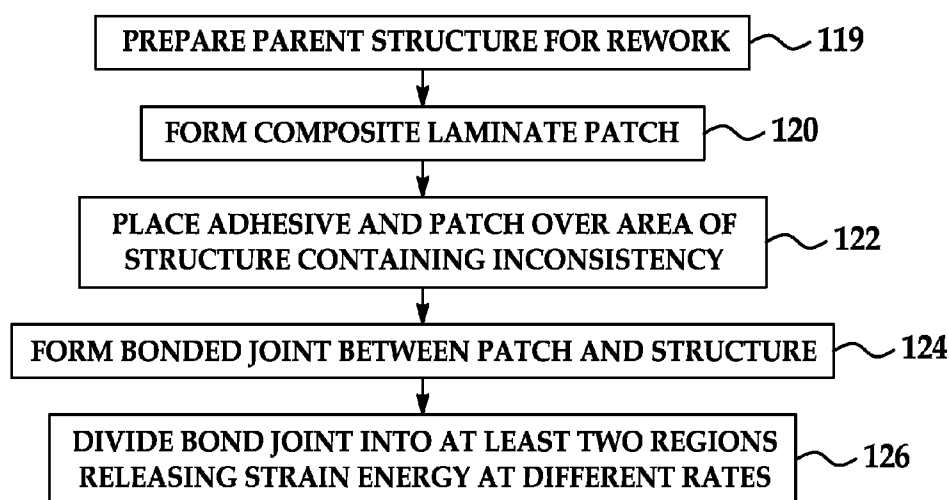 PREPARE PARENT STRUCTURE FOR REWORK 119
FORM COMPOSITE LAMINATE PATCH 120
PLACE ADHESIVE AND PATCH OVER AREA OF
STRUCTURE CONTAINING INCONSISTENCY 122
FORM BONDED JOINT BETWEEN PATCH AND STRUCTURE 124
DIVIDE BOND JOINT INTO AT LEAST TWO REGIONS
RELEASING STRAIN ENERGY AT DIFFERENT RATES 126